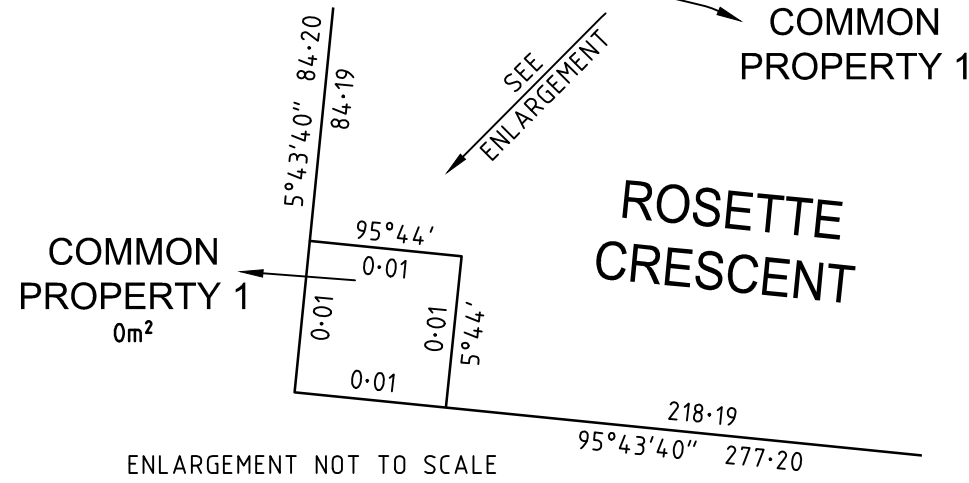 COMMON
PROPERTY 1
SEE
ENLARGEMENT
5°43'40" 84·20
84·19
ROSETTE
CRESCENT
95°44'
0·01
COMMON
PROPERTY 1
0m²
0·01
0·01
5°44'
0·01
218·19
95°43'40" 277·20
ENLARGEMENT NOT TO SCALE